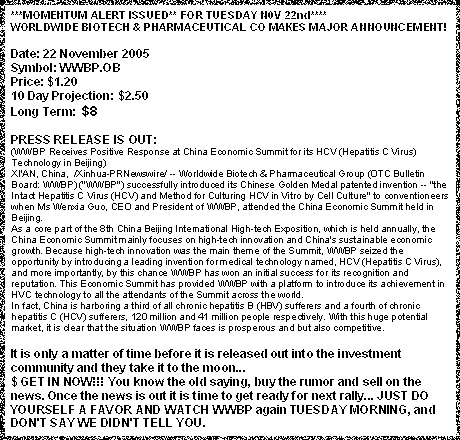 ***MOMENTUM ALERT ISSUED** FOR TUESDAY N0V 22nd****
WORLDWIDE BIOTECH & PHARMACEUTICAL CO MAKES MAJOR ANNOUNCEMENT!
Date: 22 November 2005
Symbol: WWBP.OB
Price: $1.20
10 Day Projection: $2.50
Long Term: $8
PRESS RELEASE IS OUT:
(WWBP Receives Positive Response at China Economic Summit for its HCV (Hepatitis C Virus)
Technology in Beijing)
XI'AN, China, /Xinhua-PRNewswire/ -- Worldwide Biotech & Pharmaceutical Group (OTC Bulletin
Board: WWBP) ("WWBP") successfully introduced its Chinese Golden Medal patented invention -- "the
Intact Hepatitis C Virus (HCV) and Method for Culturing HCV in Vitro by Cell Culture" to conventioneers
when Ms Wenxia Guo, CEO and President of WWBP, attended the China Economic Summit held in
Beijing.
As a core part of the 8th China Beijing International High-tech Exposition, which is held annually, the
China Economic Summit mainly focuses on high-tech innovation and China's sustainable economic
growth. Because high-tech innovation was the main theme of the Summit, WWBP seized the
opportunity by introducing a leading invention for medical technology named, HCV (Hepatitis C Virus),
and more importantly, by this chance WWBP has won an initial success for its recognition and
reputation. This Economic Summit has provided WWBP with a platform to introduce its achievement in
HVC technology to all the attendants of the Summit across the world.
In fact, China is harboring a third of all chronic hepatitis B (HBV) sufferers and a fourth of chronic
hepatitis C (HCV) sufferers, 120 million and 41 million people respectively. With this huge potential
market, it is clear that the situation WWBP faces is prosperous and but also competitive.
It is only a matter of time before it is released out into the investment
community and they take it to the moon...
$ GET IN NOW!!! You know the old saying, buy the rumor and sell on the
news. Once the news is out it is time to get ready for next rally... JUST DO
YOURSELF A FAVOR AND WATCH WWBP again TUESDAY MORNING, and
DON'T SAY WE DIDN'T TELL YOU.